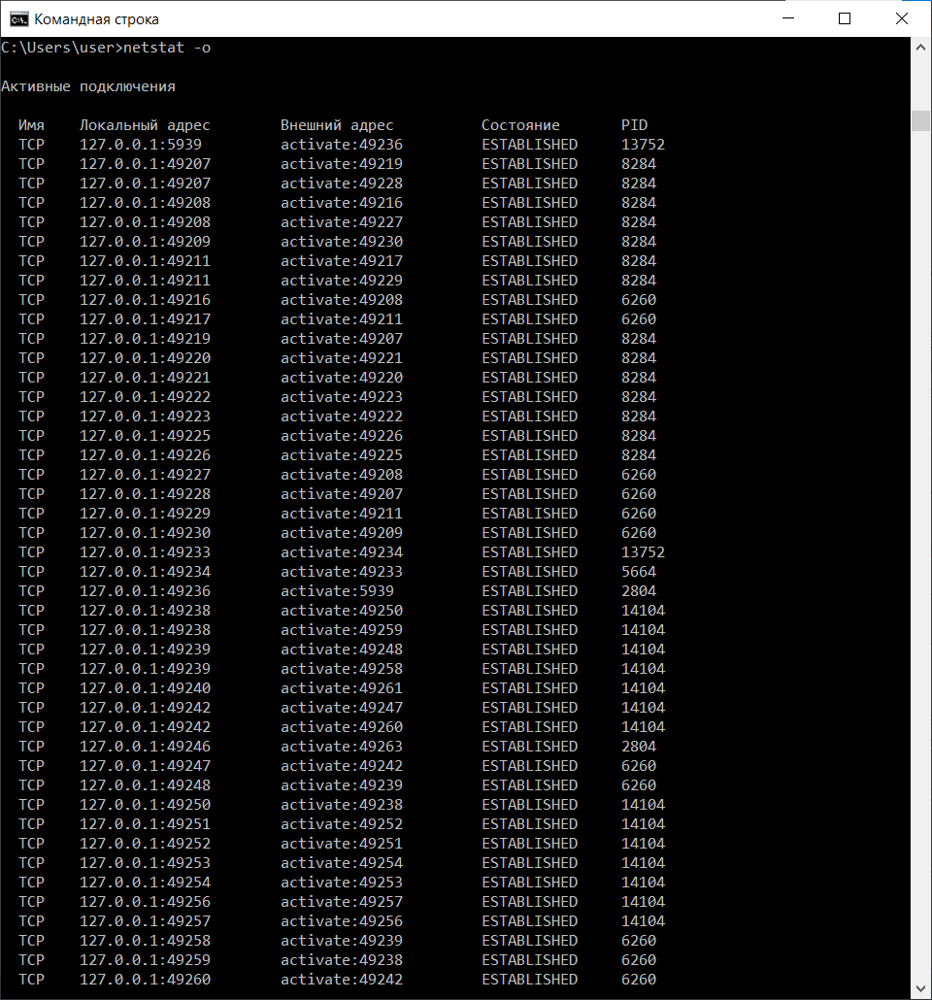 Командная строка
C:\Users\user>netstat -o
Активные подключения
Имя Локальный адрес Внешний адрес Состояние PID
TCP 127.0.0.1:5939 activate:49236 ESTABLISHED 13752
TCP 127.0.0.1:49207 activate:49219 ESTABLISHED 8284
TCP 127.0.0.1:49207 activate:49228 ESTABLISHED 8284
TCP 127.0.0.1:49208 activate:49216 ESTABLISHED 8284
TCP 127.0.0.1:49208 activate:49227 ESTABLISHED 8284
TCP 127.0.0.1:49209 activate:49230 ESTABLISHED 8284
TCP 127.0.0.1:49211 activate:49217 ESTABLISHED 8284
TCP 127.0.0.1:49211 activate:49229 ESTABLISHED 8284
TCP 127.0.0.1:49216 activate:49208 ESTABLISHED 6260
TCP 127.0.0.1:49217 activate:49211 ESTABLISHED 6260
TCP 127.0.0.1:49219 activate:49207 ESTABLISHED 8284
TCP 127.0.0.1:49220 activate:49221 ESTABLISHED 8284
TCP 127.0.0.1:49221 activate:49220 ESTABLISHED 8284
TCP 127.0.0.1:49222 activate:49223 ESTABLISHED 8284
TCP 127.0.0.1:49223 activate:49222 ESTABLISHED 8284
TCP 127.0.0.1:49225 activate:49226 ESTABLISHED 8284
TCP 127.0.0.1:49226 activate:49225 ESTABLISHED 8284
TCP 127.0.0.1:49227 activate:49208 ESTABLISHED 6260
TCP 127.0.0.1:49228 activate:49207 ESTABLISHED 6260
TCP 127.0.0.1:49229 activate:49211 ESTABLISHED 6260
TCP 127.0.0.1:49230 activate:49209 ESTABLISHED 6260
TCP 127.0.0.1:49233 activate:49234 ESTABLISHED 13752
TCP 127.0.0.1:49234 activate:49233 ESTABLISHED 5664
TCP 127.0.0.1:49236 activate:5939 ESTABLISHED 2804
TCP 127.0.0.1:49238 activate:49250 ESTABLISHED 14104
TCP 127.0.0.1:49238 activate:49259 ESTABLISHED 14104
TCP 127.0.0.1:49239 activate:49248 ESTABLISHED 14104
TCP 127.0.0.1:49239 activate:49258 ESTABLISHED 14104
TCP 127.0.0.1:49240 activate:49261 ESTABLISHED 14104
TCP 127.0.0.1:49242 activate:49247 ESTABLISHED 14104
TCP 127.0.0.1:49242 activate:49260 ESTABLISHED 14104
TCP 127.0.0.1:49246 activate:49263 ESTABLISHED 2804
TCP 127.0.0.1:49247 activate:49242 ESTABLISHED 6260
TCP 127.0.0.1:49248 activate:49239 ESTABLISHED 6260
TCP 127.0.0.1:49250 activate:49238 ESTABLISHED 14104
TCP 127.0.0.1:49251 activate:49252 ESTABLISHED 14104
TCP 127.0.0.1:49252 activate:49251 ESTABLISHED 14104
TCP 127.0.0.1:49253 activate:49254 ESTABLISHED 14104
TCP 127.0.0.1:49254 activate:49253 ESTABLISHED 14104
TCP 127.0.0.1:49256 activate:49257 ESTABLISHED 14104
TCP 127.0.0.1:49257 activate:49256 ESTABLISHED 14104
TCP 127.0.0.1:49258 activate:49239 ESTABLISHED 6260
TCP 127.0.0.1:49259 activate:49238 ESTABLISHED 6260
TCP 127.0.0.1:49260 activate:49242 ESTABLISHED 6260